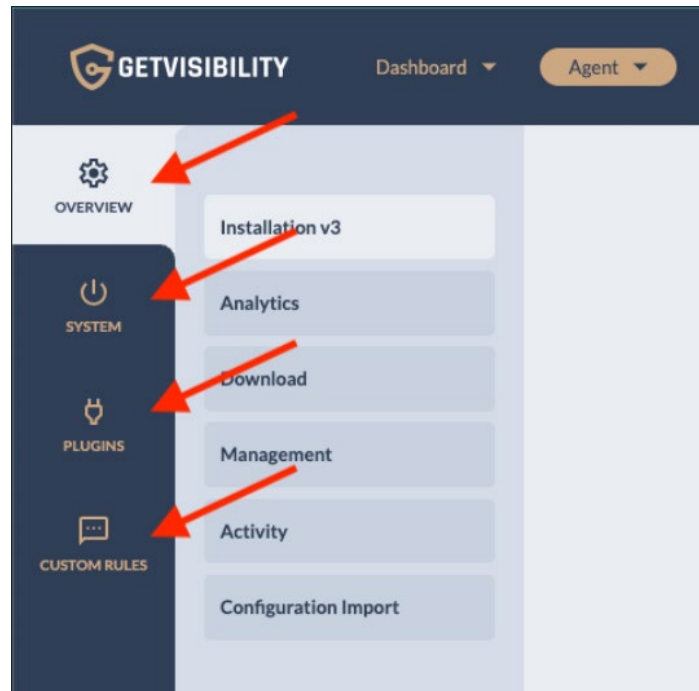 GETVISIBILITY
Dashboard
Agent
OVERVIEW
SYSTEM
PLUGINS
CUSTOM RULES
Installation v3
Analytics
Download
Management
Activity
Configuration Import